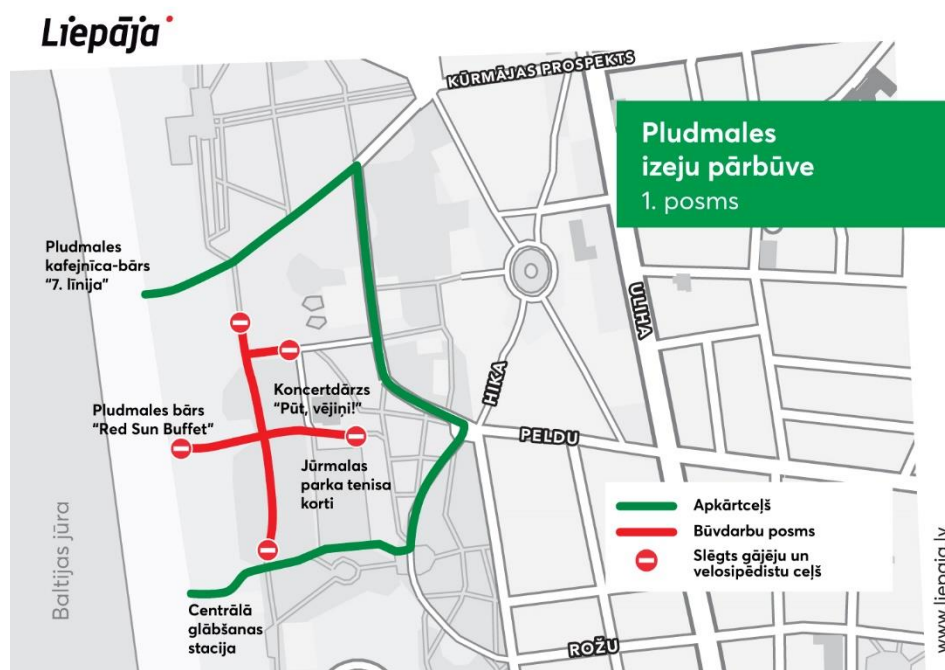 Liepāja
KŪRMĀJAS PROSPEKTS
Pludmales
izeju pārbūve
1. posms
Pludmales
kafejnīca-bārs
"7. līnija"
ULIHA
HIKA
Koncertdārzs
"Pūt, vējiņi!"
Pludmales bārs
"Red Sun Buffet"
PELDU
Jūrmalas
parka tenisa
korti
Apkārtceļš
Būvdarbu posms
Slēgts gājēju un
velosipēdistu ceļš
Baltijas jūra
Centrālā
glābšanas
stacija
ROŽU
www.liepaja.lv